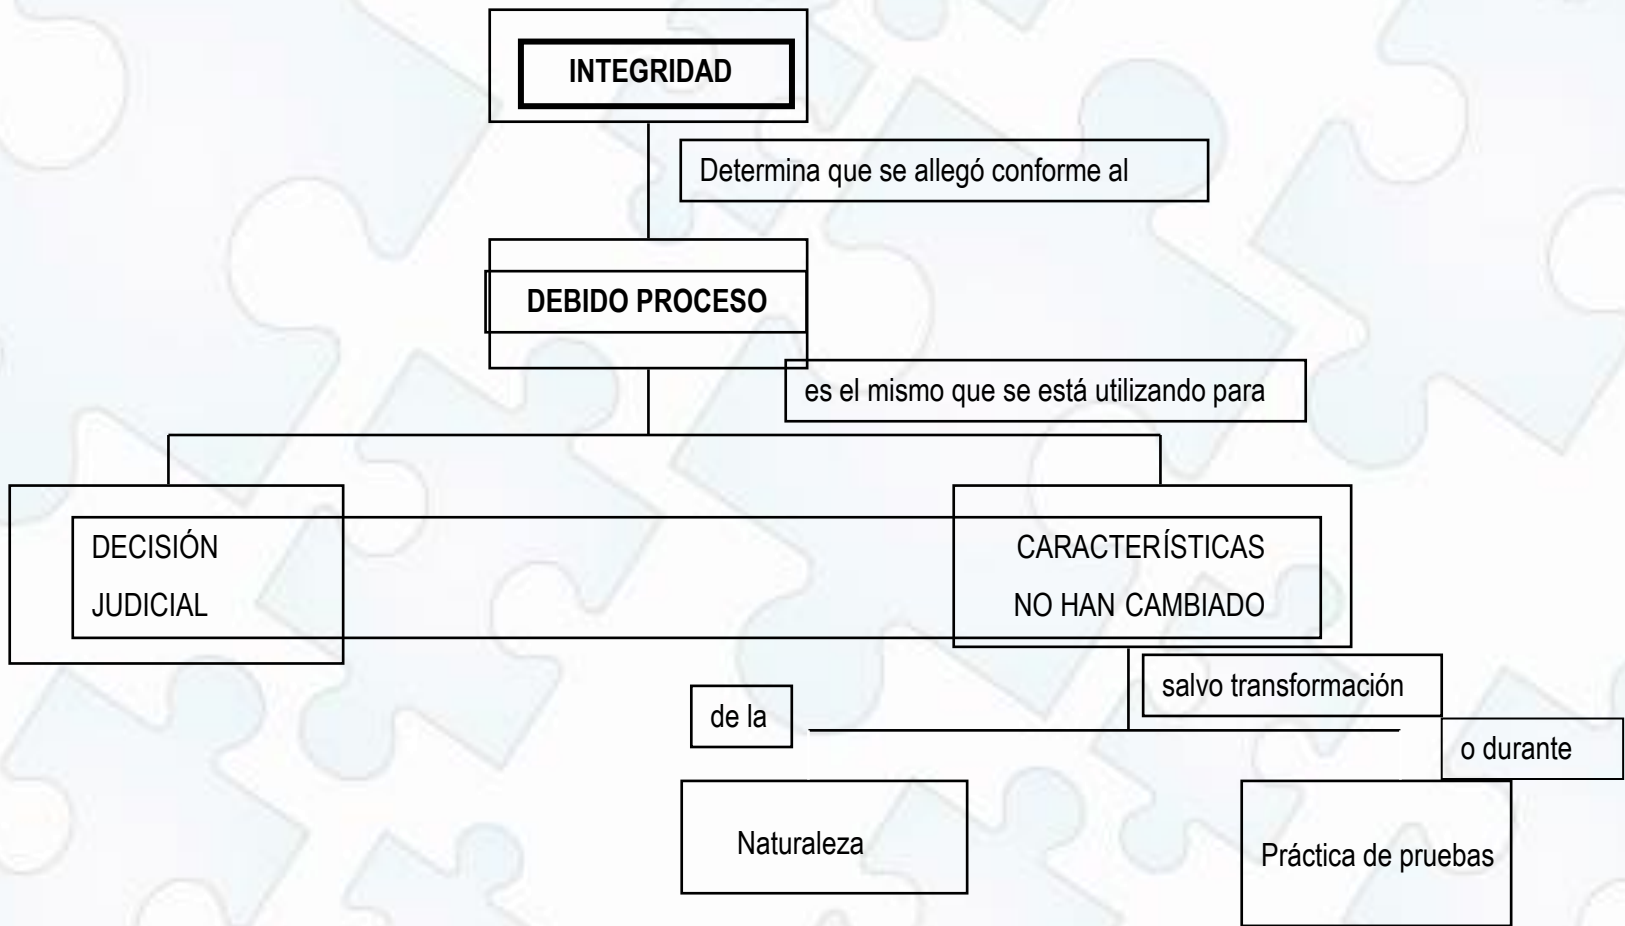 INTEGRIDAD
Determina que se allegó conforme al
DEBIDO PROCESO
es el mismo que se está utilizando para
DECISIÓN
JUDICIAL
CARACTERÍSTICAS
NO HAN CAMBIADO
salvo transformación
de la
o durante
Naturaleza
Práctica de pruebas